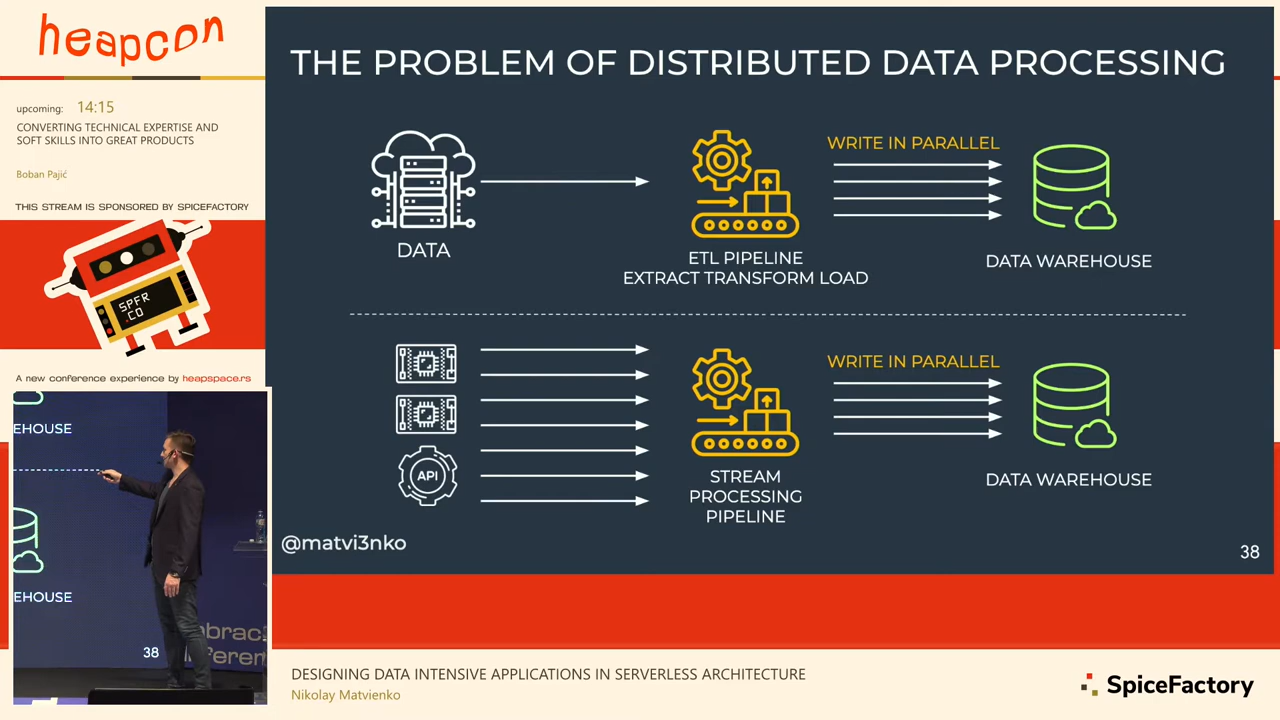 heapcon
upcoming: 14:15
CONVERTING TECHNICAL EXPERTISE AND
SOFT SKILLS INTO GREAT PRODUCTS
Boban Pajić
THIS STREAM IS SPONSORED BY SPICEFACTORY
SPFR
.CO
A new conference experience by heapspace.rs
THE PROBLEM OF DISTRIBUTED DATA PROCESSING
DATA
ETL PIPELINE
EXTRACT TRANSFORM LOAD
WRITE IN PARALLEL
DATA WAREHOUSE
API
STREAM
PROCESSING
PIPELINE
WRITE IN PARALLEL
DATA WAREHOUSE
@matvi3nko
38
EHOUSE
EHOUSE
38
DESIGNING DATA INTENSIVE APPLICATIONS IN SERVERLESS ARCHITECTURE
Nikolay Matvienko
SpiceFactory